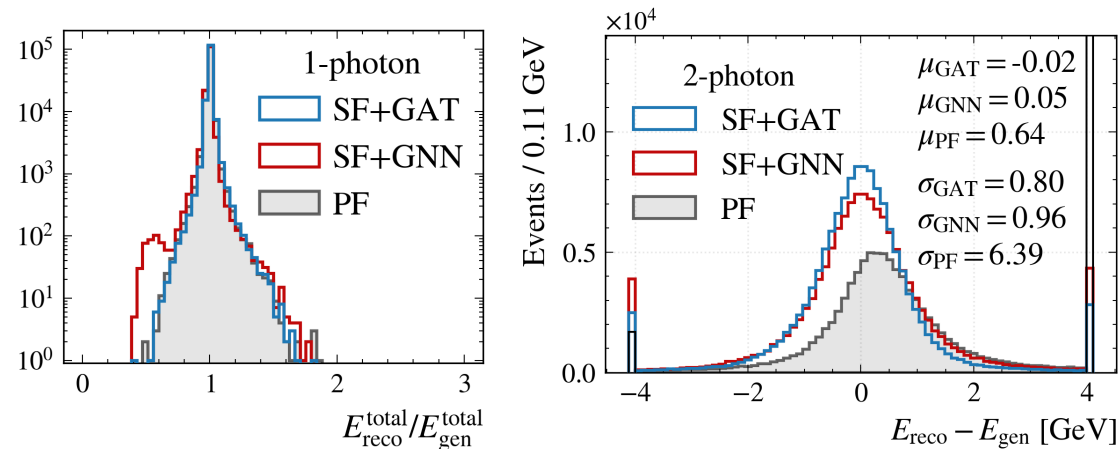 10^5
10^4
10^3
10^2
10^1
10^0
0
1
2
3
1-photon
SF+GAT
SF+GNN
PF
E_reco^total/E_gen^total
×10^4
Events / 0.11 GeV
1.0
0.5
0.0
−4
−2
0
2
4
2-photon
SF+GAT
SF+GNN
PF
μ_GAT = -0.02
μ_GNN = 0.05
μ_PF = 0.64
σ_GAT = 0.80
σ_GNN = 0.96
σ_PF = 6.39
E_reco − E_gen [GeV]